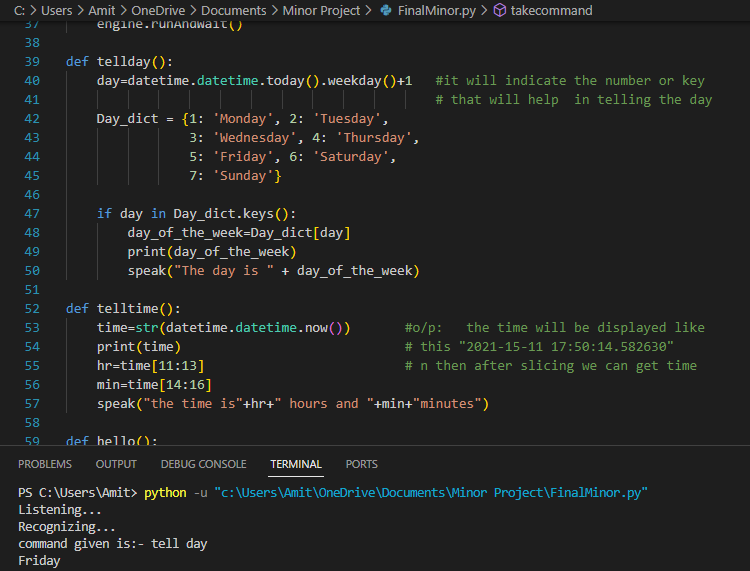 C: > Users > Amit > OneDrive > Documents > Minor Project > FinalMinor.py > takecommand
37 engine.runAndWait()
38
39 def tellday():
40 day=datetime.datetime.today().weekday()+1 #it will indicate the number or key
41 # that will help in telling the day
42 Day_dict = {1: 'Monday', 2: 'Tuesday',
43 3: 'Wednesday', 4: 'Thursday',
44 5: 'Friday', 6: 'Saturday',
45 7: 'Sunday'}
46
47 if day in Day_dict.keys():
48 day_of_the_week=Day_dict[day]
49 print(day_of_the_week)
50 speak("The day is " + day_of_the_week)
51
52 def telltime():
53 time=str(datetime.datetime.now()) #o/p: the time will be displayed like
54 print(time) # this "2021-15-11 17:50:14.582630"
55 hr=time[11:13] # n then after slicing we can get time
56 min=time[14:16]
57 speak("the time is"+hr+" hours and "+min+"minutes")
58
59 def hello():
PROBLEMS OUTPUT DEBUG CONSOLE TERMINAL PORTS
PS C:\Users\Amit> python -u "c:\Users\Amit\OneDrive\Documents\Minor Project\FinalMinor.py"
Listening...
Recognizing...
command given is:- tell day
Friday